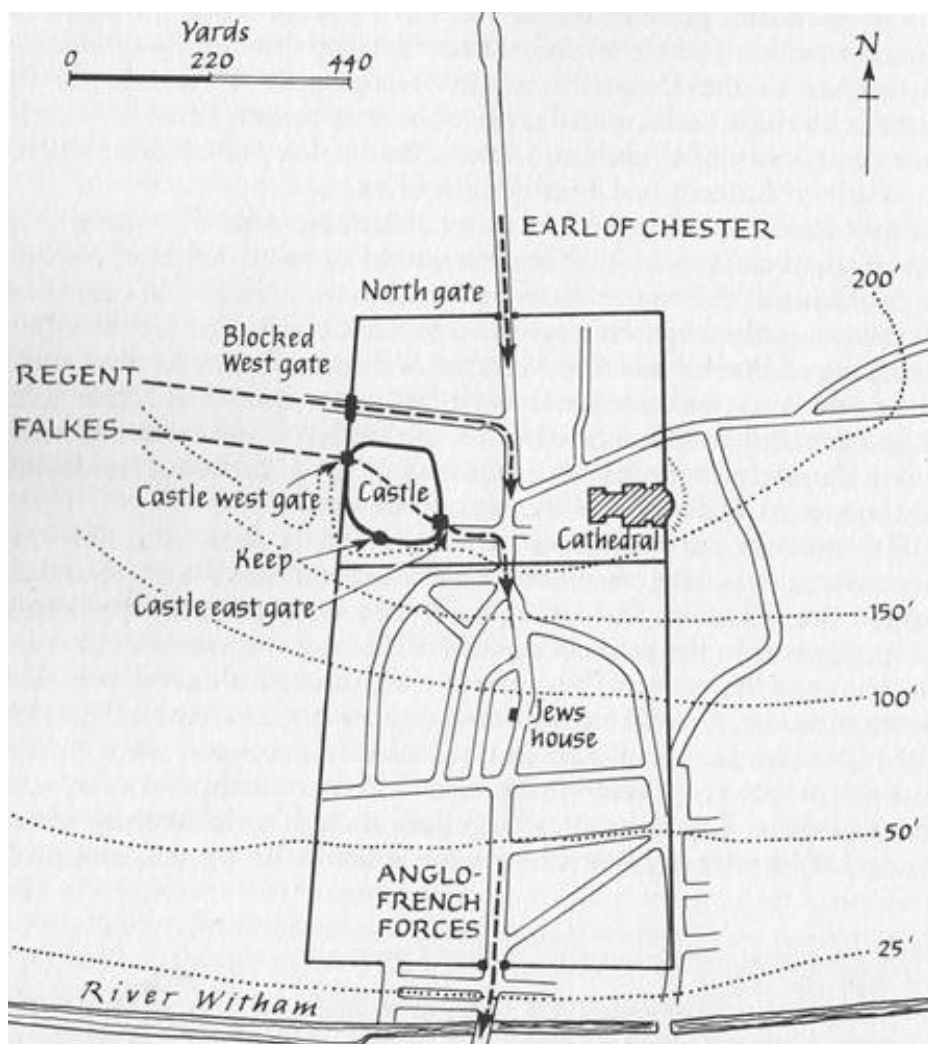 Yards
0 220 440
N
EARL OF CHESTER
200'
North gate
Blocked
West gate
REGENT
FALKES
Castle
Castle west gate
Cathedral
Keep
Castle east gate
150'
100'
Jews
house
50'
ANGLO-
FRENCH
FORCES
25'
River Witham